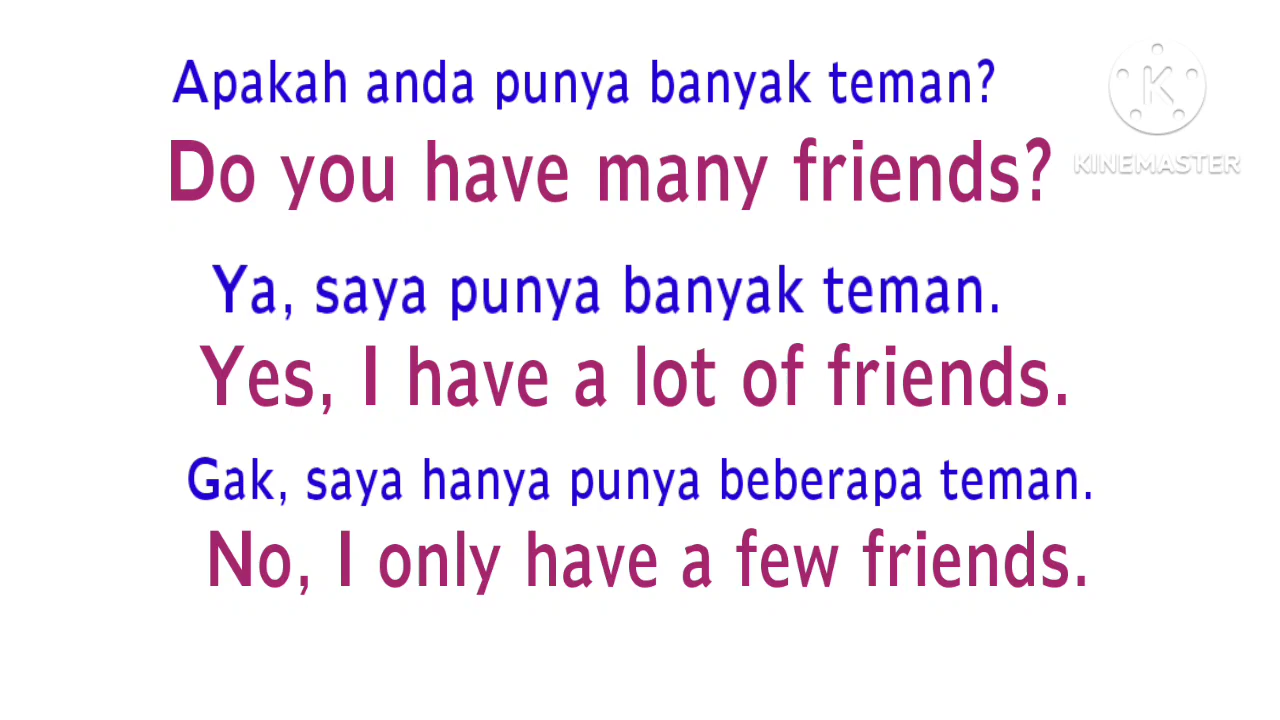 Apakah anda punya banyak teman?
Do you have many friends?
K
KINEMASTER
Ya, saya punya banyak teman.
Yes, I have a lot of friends.
Gak, saya hanya punya beberapa teman.
No, I only have a few friends.